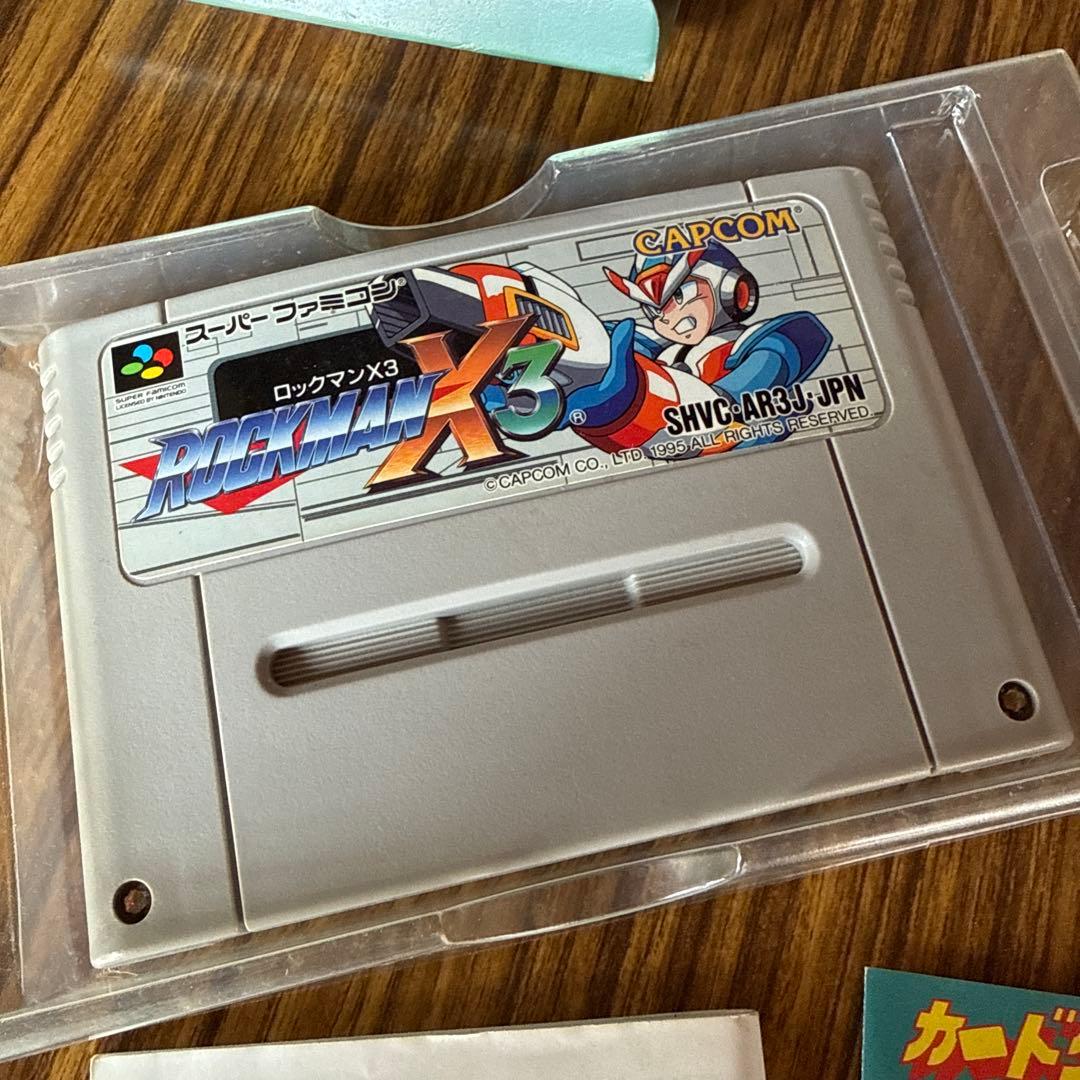 CAPCOM®
スーパーファミコン®
SUPER FAMICOM
LICENSED BY NINTENDO
ロックマンX3
ROCKMAN X3®
SHVC-AR3J-JPN
©CAPCOM CO., LTD. 1995 ALL RIGHTS RESERVED.
カード